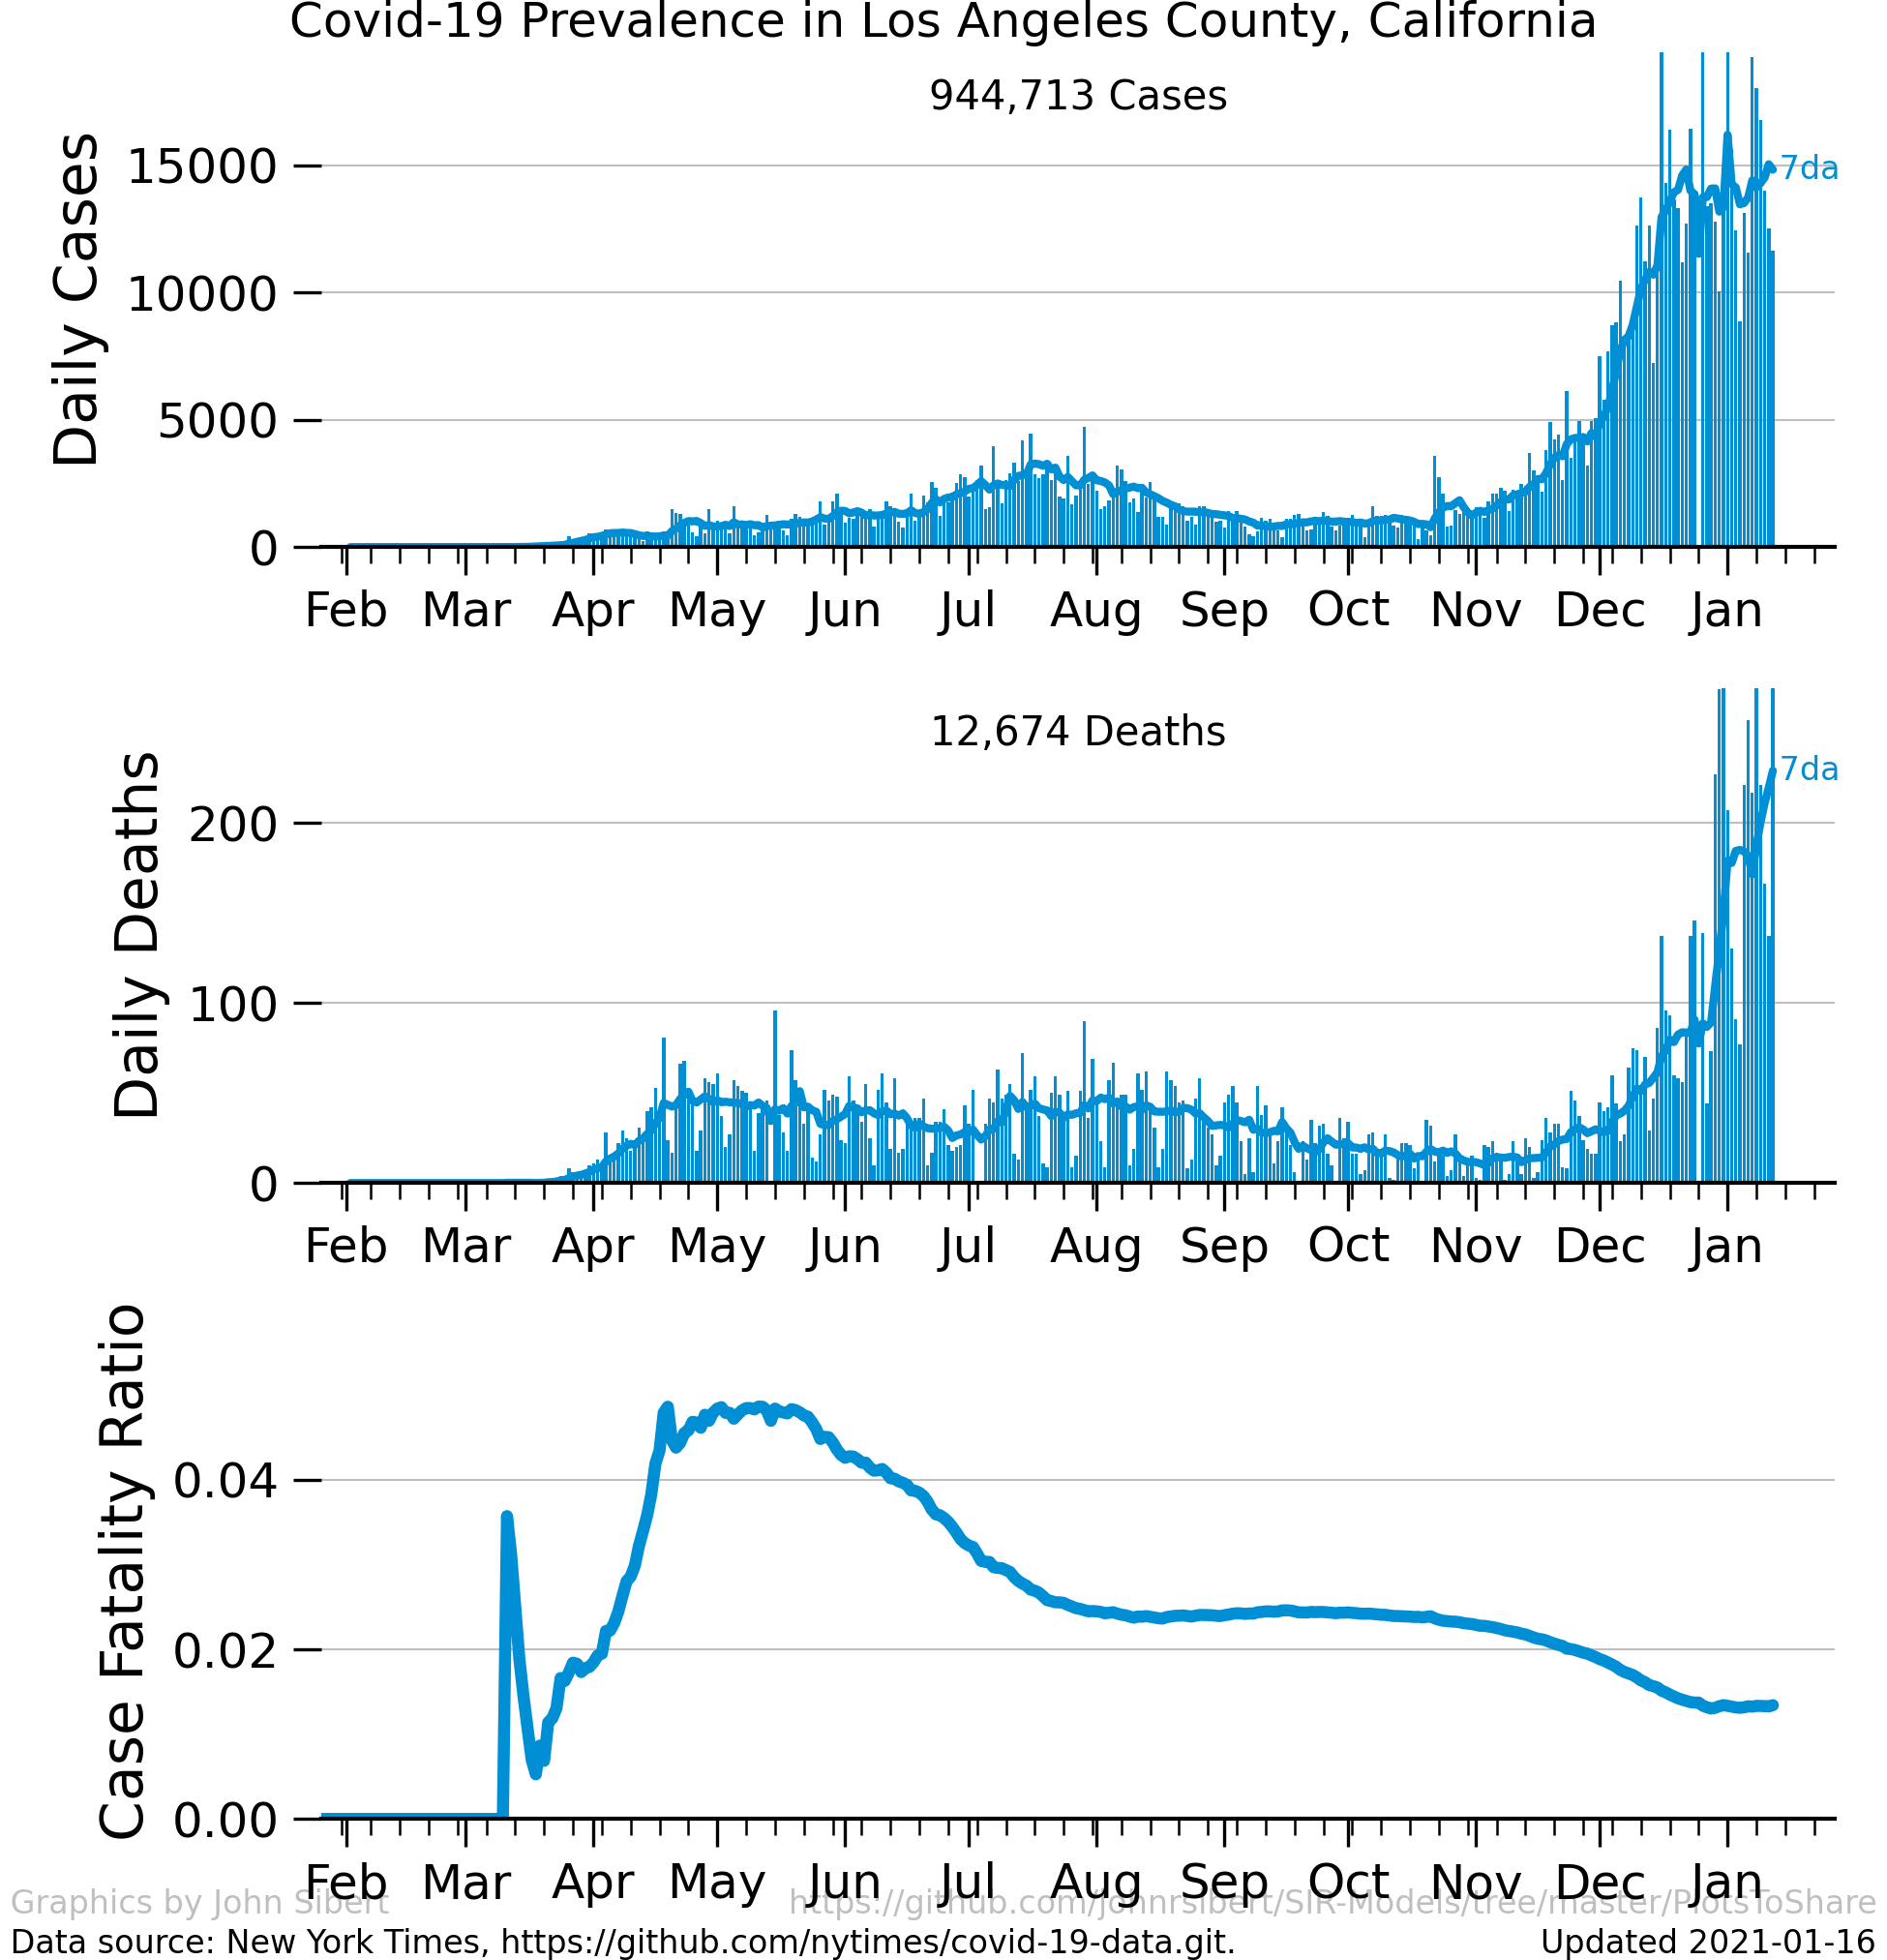 Covid-19 Prevalence in Los Angeles County, California
944,713 Cases
Daily Cases
15000
10000
5000
0
7da
Feb Mar Apr May Jun Jul Aug Sep Oct Nov Dec Jan
12,674 Deaths
Daily Deaths
200
100
0
7da
Feb Mar Apr May Jun Jul Aug Sep Oct Nov Dec Jan
Case Fatality Ratio
0.04
0.02
0.00
Feb Mar Apr May Jun Jul Aug Sep Oct Nov Dec Jan
Graphics by John Sibert https://github.com/johnrsibert/SIR-Models/tree/master/PlotsToShare
Data source: New York Times, https://github.com/nytimes/covid-19-data.git. Updated 2021-01-16